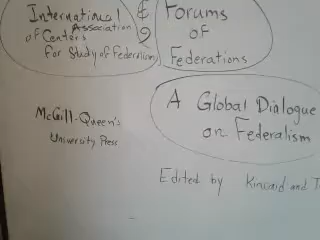 International
Association
of Centers
for Study of Federalism
&
Forums
of
Federations
A Global Dialogue
on Federalism
McGill-Queen's
University Press
Edited by Kincaid and